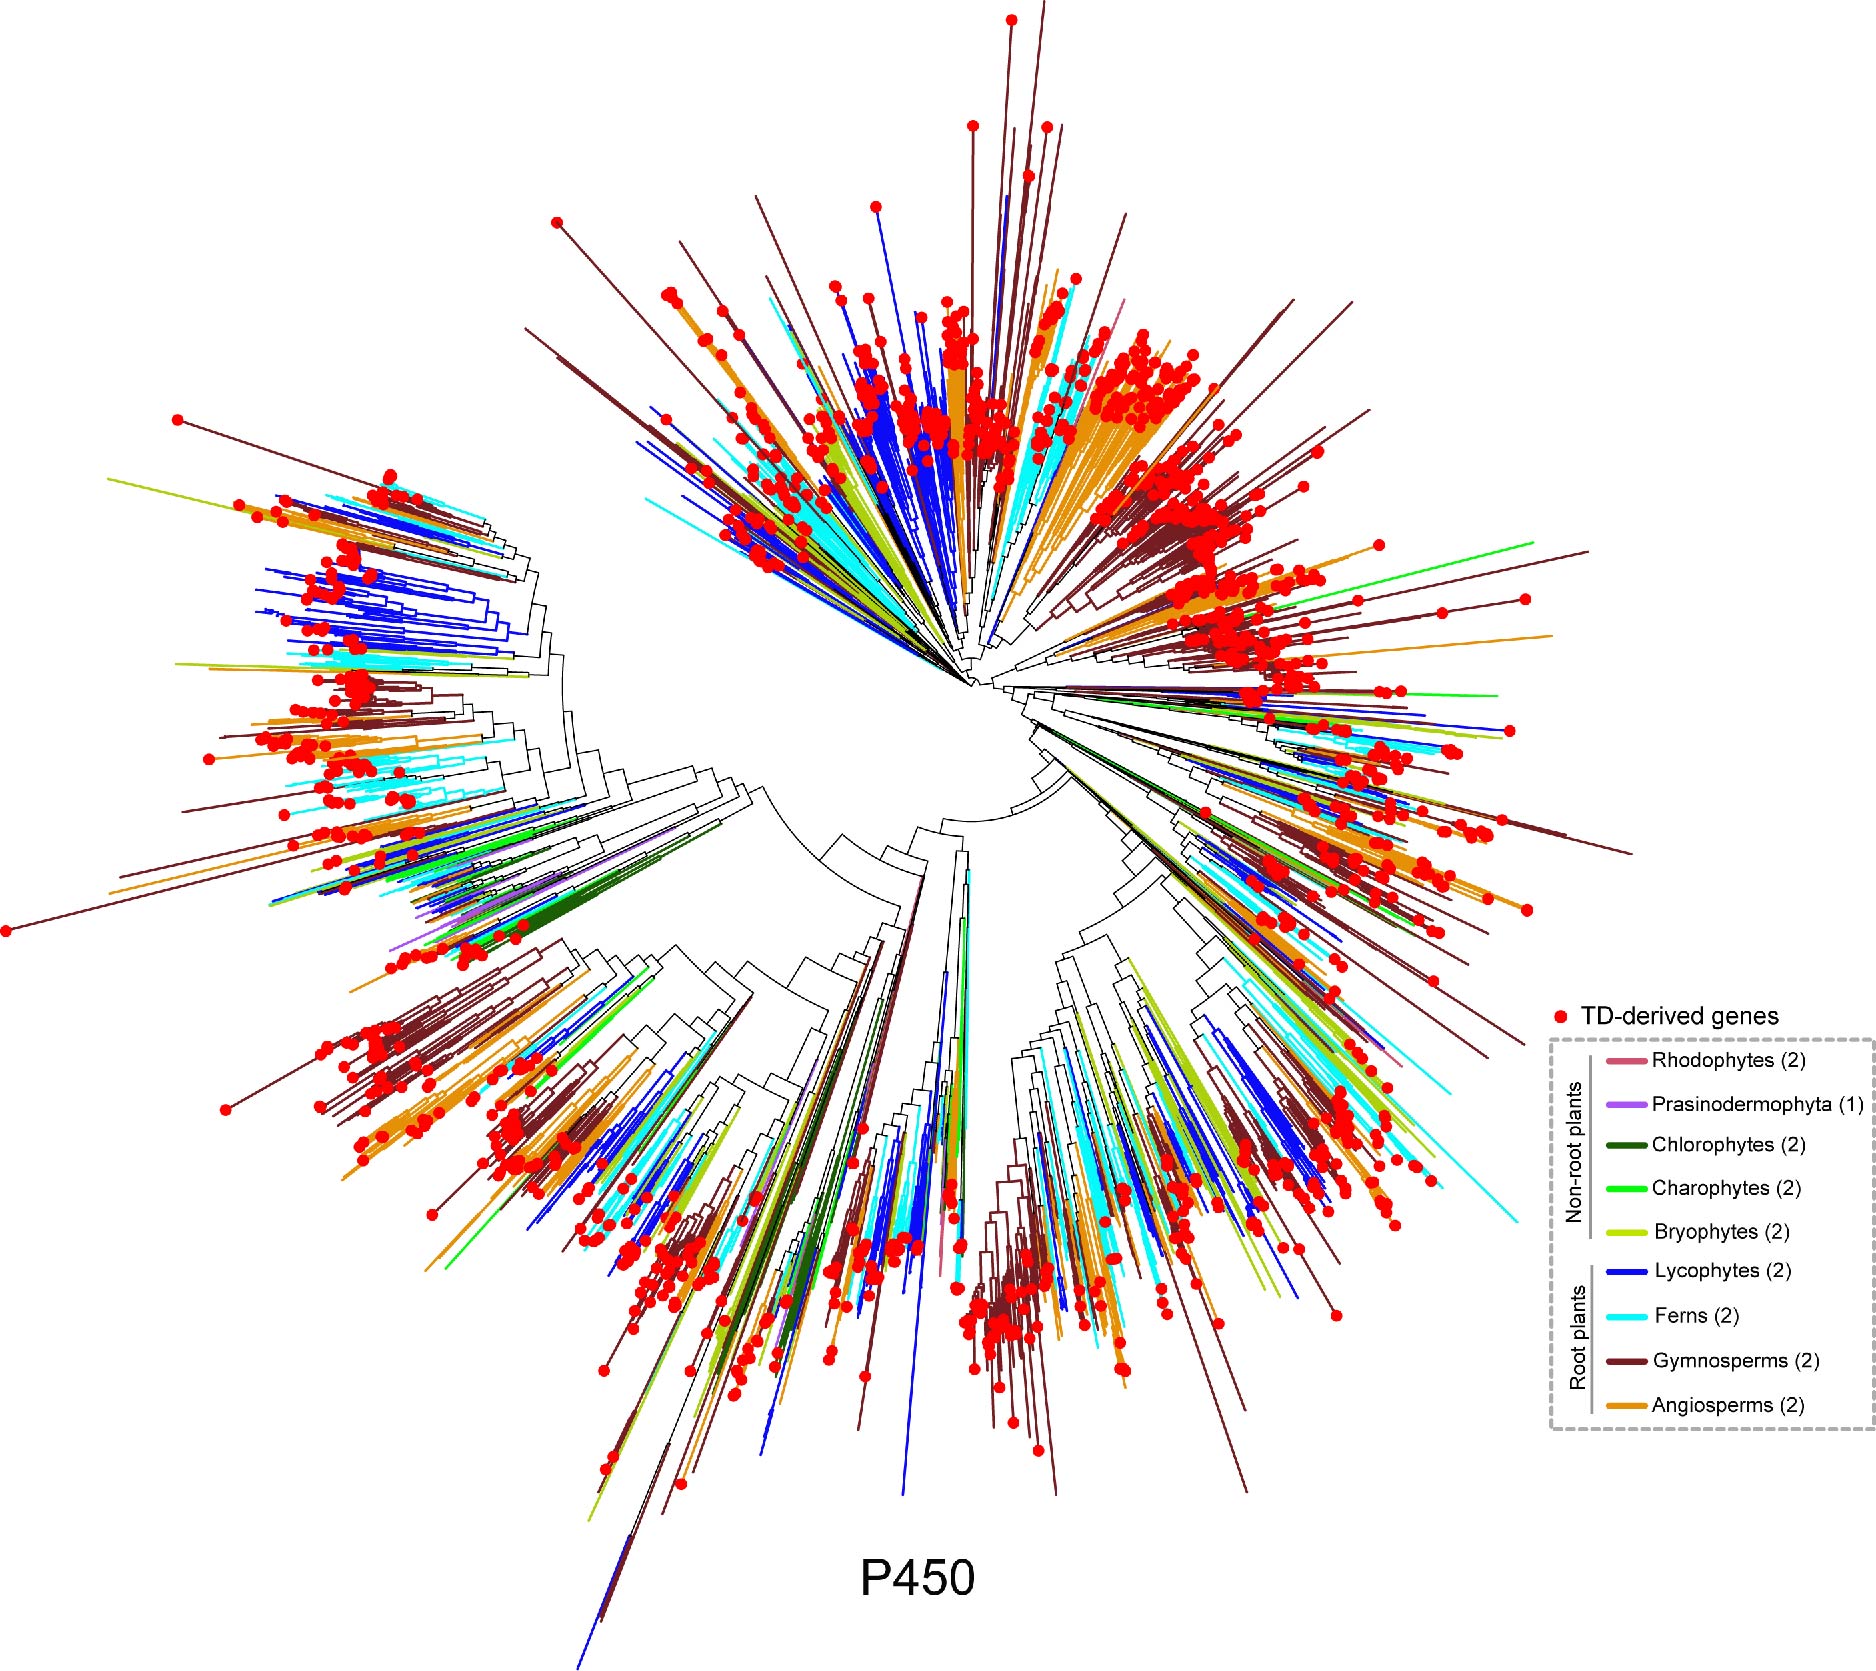 TD-derived genes
Non-root plants
Rhodophytes (2)
Prasinodermophyta (1)
Chlorophytes (2)
Charophytes (2)
Bryophytes (2)
Root plants
Lycophytes (2)
Ferns (2)
Gymnosperms (2)
Angiosperms (2)
P450